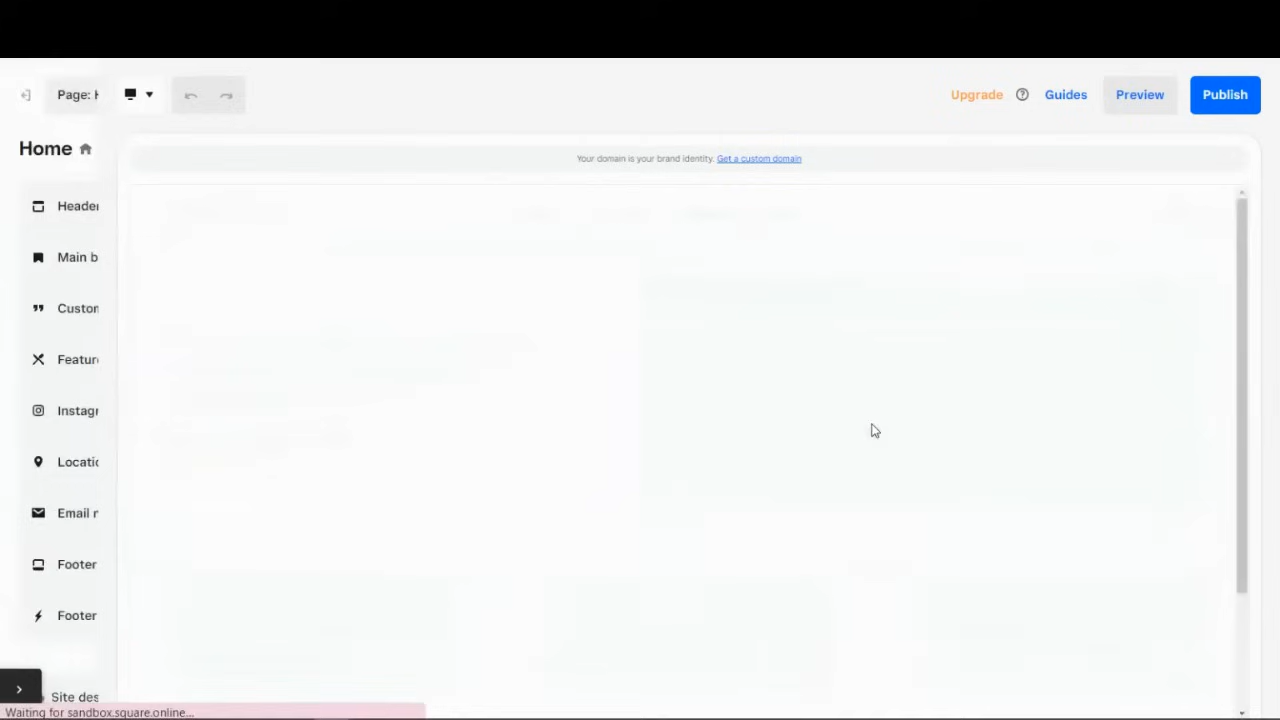 Page: H
Upgrade
Guides
Preview
Publish
Home
Your domain is your brand identity. Get a custom domain
Header
Main b
Custom
Feature
Instagr
Locatio
Email n
Footer
Footer
Site des
Waiting for sandbox.square.online...